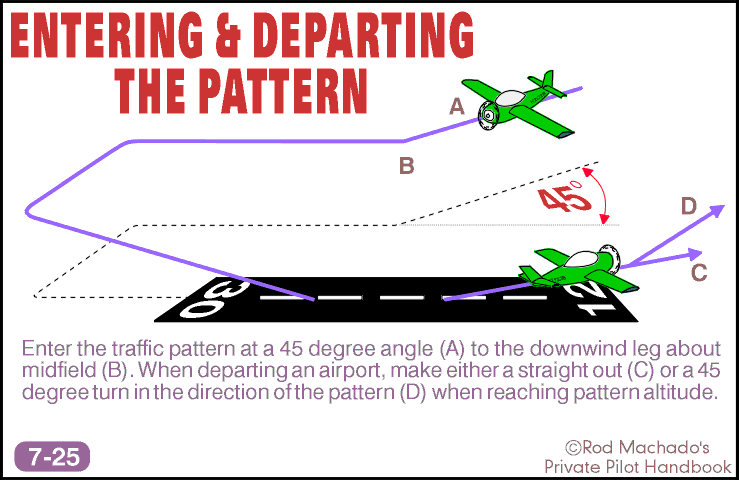 ENTERING & DEPARTING
THE PATTERN
A
B
45°
D
C
03
12
Enter the traffic pattern at a 45 degree angle (A) to the downwind leg about
midfield (B). When departing an airport, make either a straight out (C) or a 45
degree turn in the direction of the pattern (D) when reaching pattern altitude.
7-25
©Rod Machado's
Private Pilot Handbook